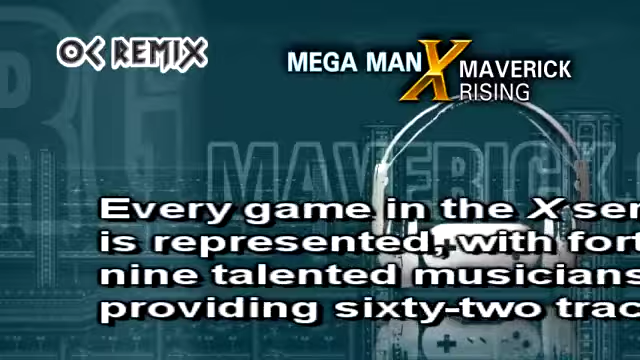 OC REMIX
MEGA MAN X MAVERICK
RISING
MAVERICK
Every game in the X ser
is represented, with fort
nine talented musicians
providing sixty-two trac